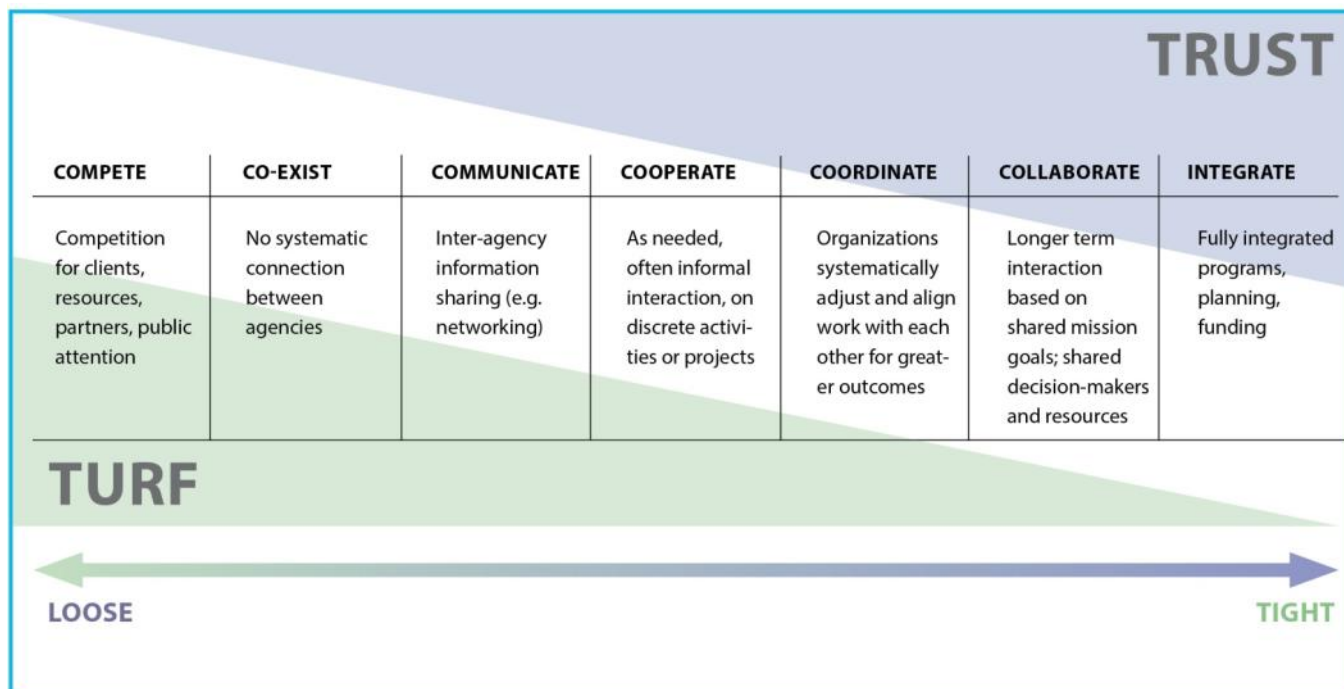 TRUST
COMPETE
Competition
for clients,
resources,
partners, public
attention
CO-EXIST
No systematic
connection
between
agencies
COMMUNICATE
Inter-agency
information
sharing (e.g.
networking)
COOPERATE
As needed,
often informal
interaction, on
discrete activi-
ties or projects
COORDINATE
Organizations
systematically
adjust and align
work with each
other for great-
er outcomes
COLLABORATE
Longer term
interaction
based on
shared mission
goals; shared
decision-makers
and resources
INTEGRATE
Fully integrated
programs,
planning,
funding
TURF
LOOSE
TIGHT